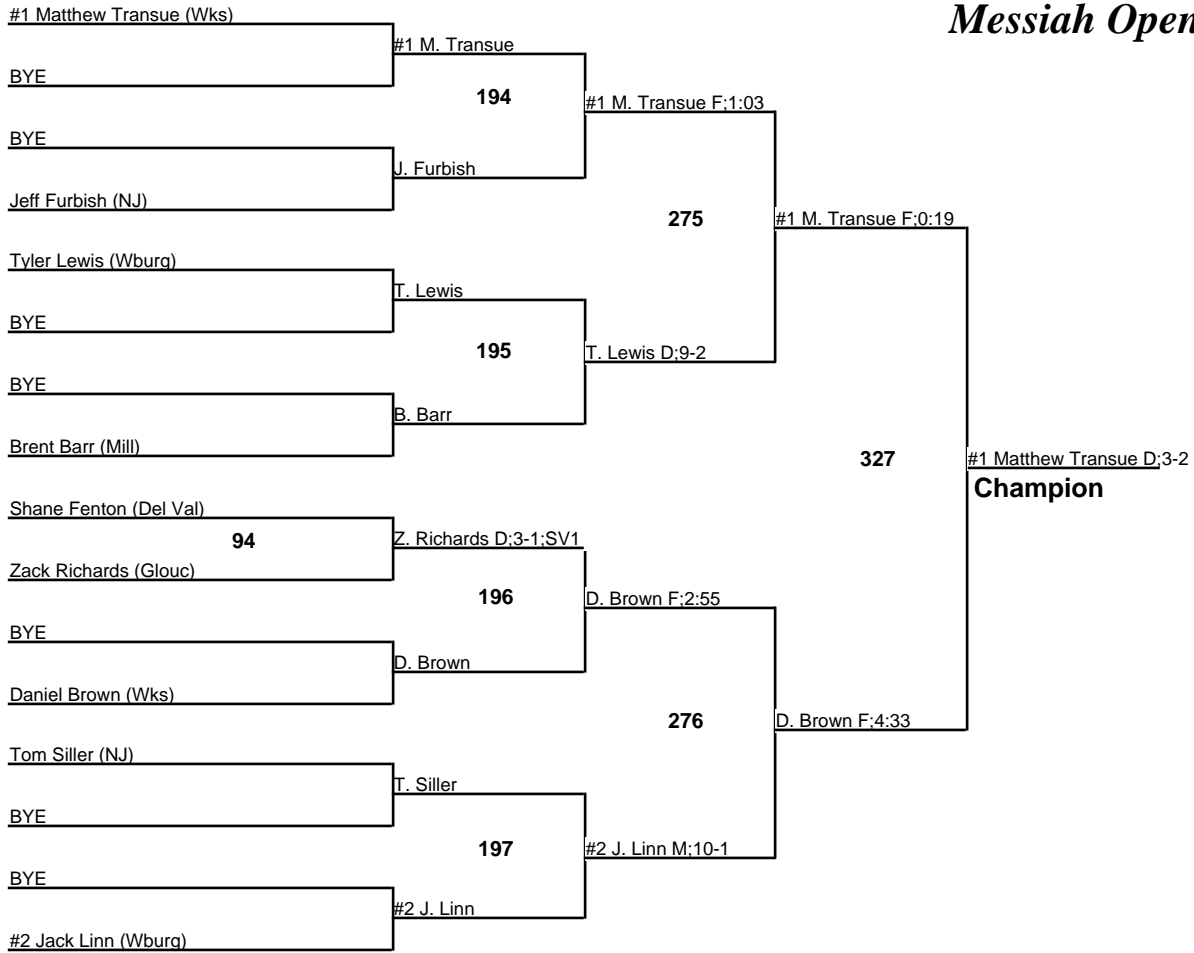 Messiah Open
#1 Matthew Transue (Wks)
BYE
BYE
Jeff Furbish (NJ)
Tyler Lewis (Wburg)
BYE
BYE
Brent Barr (Mill)
Shane Fenton (Del Val)
94
Zack Richards (Glouc)
BYE
Daniel Brown (Wks)
Tom Siller (NJ)
BYE
BYE
#2 Jack Linn (Wburg)
#1 M. Transue
194
J. Furbish
T. Lewis
195
B. Barr
Z. Richards D;3-1;SV1
196
D. Brown
T. Siller
197
#2 J. Linn
#1 M. Transue F;1:03
275
T. Lewis D;9-2
D. Brown F;2:55
276
#2 J. Linn M;10-1
#1 M. Transue F;0:19
327
D. Brown F;4:33
#1 Matthew Transue D;3-2
Champion